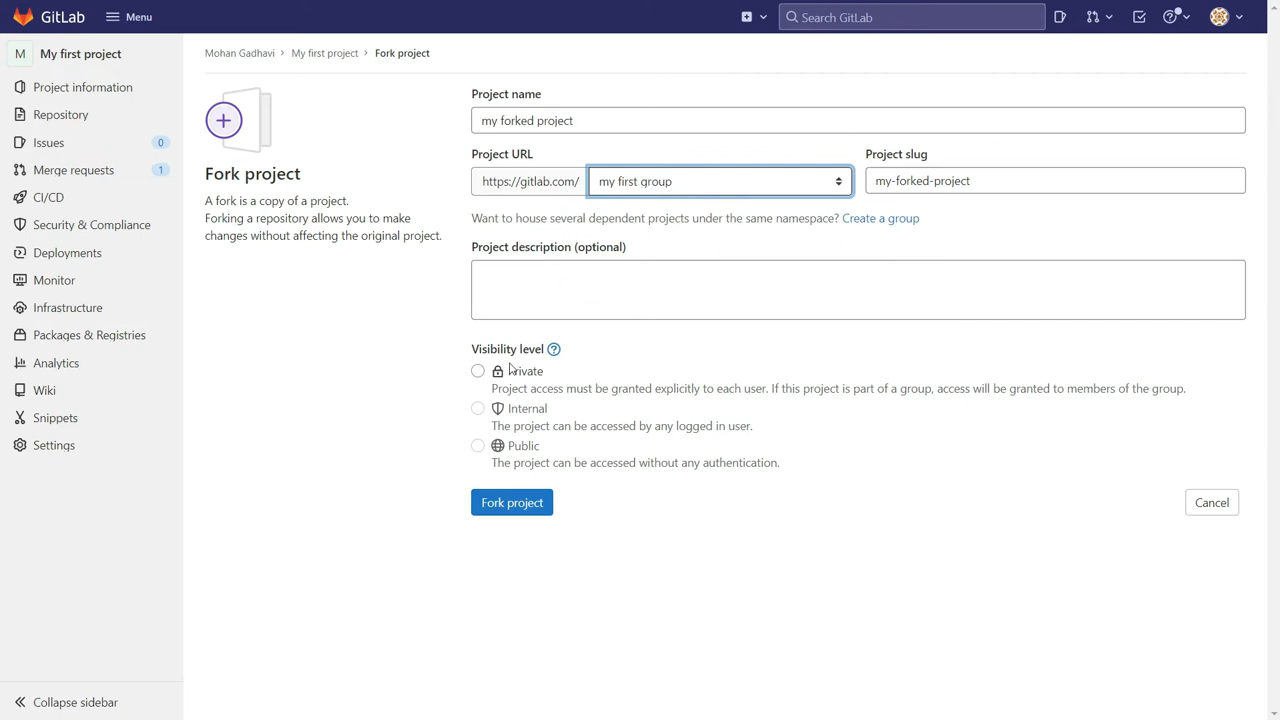 GitLab
Menu
Search GitLab
M My first project
Project information
Repository
Issues 0
Merge requests 1
CI/CD
Security & Compliance
Deployments
Monitor
Infrastructure
Packages & Registries
Analytics
Wiki
Snippets
Settings
Collapse sidebar
Mohan Gadhavi > My first project > Fork project
Fork project
A fork is a copy of a project.
Forking a repository allows you to make
changes without affecting the original project.
Project name
my forked project
Project URL
https://gitlab.com/ my first group
Project slug
my-forked-project
Want to house several dependent projects under the same namespace? Create a group
Project description (optional)
Visibility level
Private
Project access must be granted explicitly to each user. If this project is part of a group, access will be granted to members of the group.
Internal
The project can be accessed by any logged in user.
Public
The project can be accessed without any authentication.
Fork project
Cancel